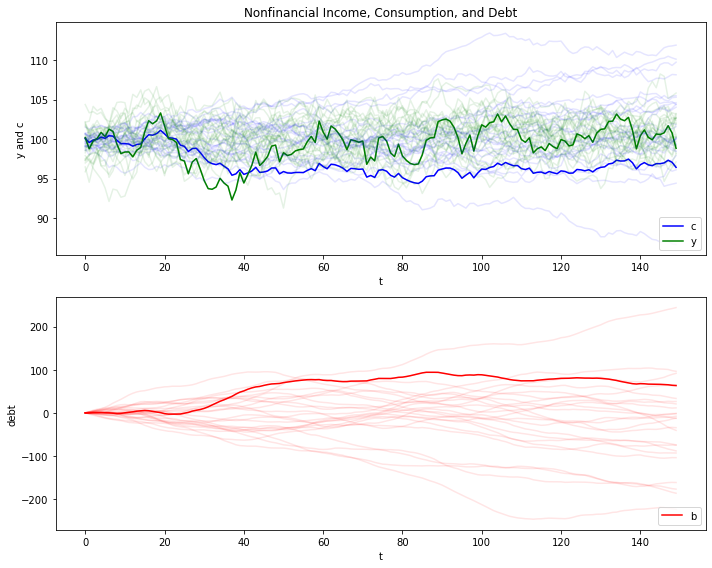 Nonfinancial Income, Consumption, and Debt
110
105
100
95
90
y and c
c
y
0 20 40 60 80 100 120 140
t
200
100
0
−100
−200
debt
b
0 20 40 60 80 100 120 140
t